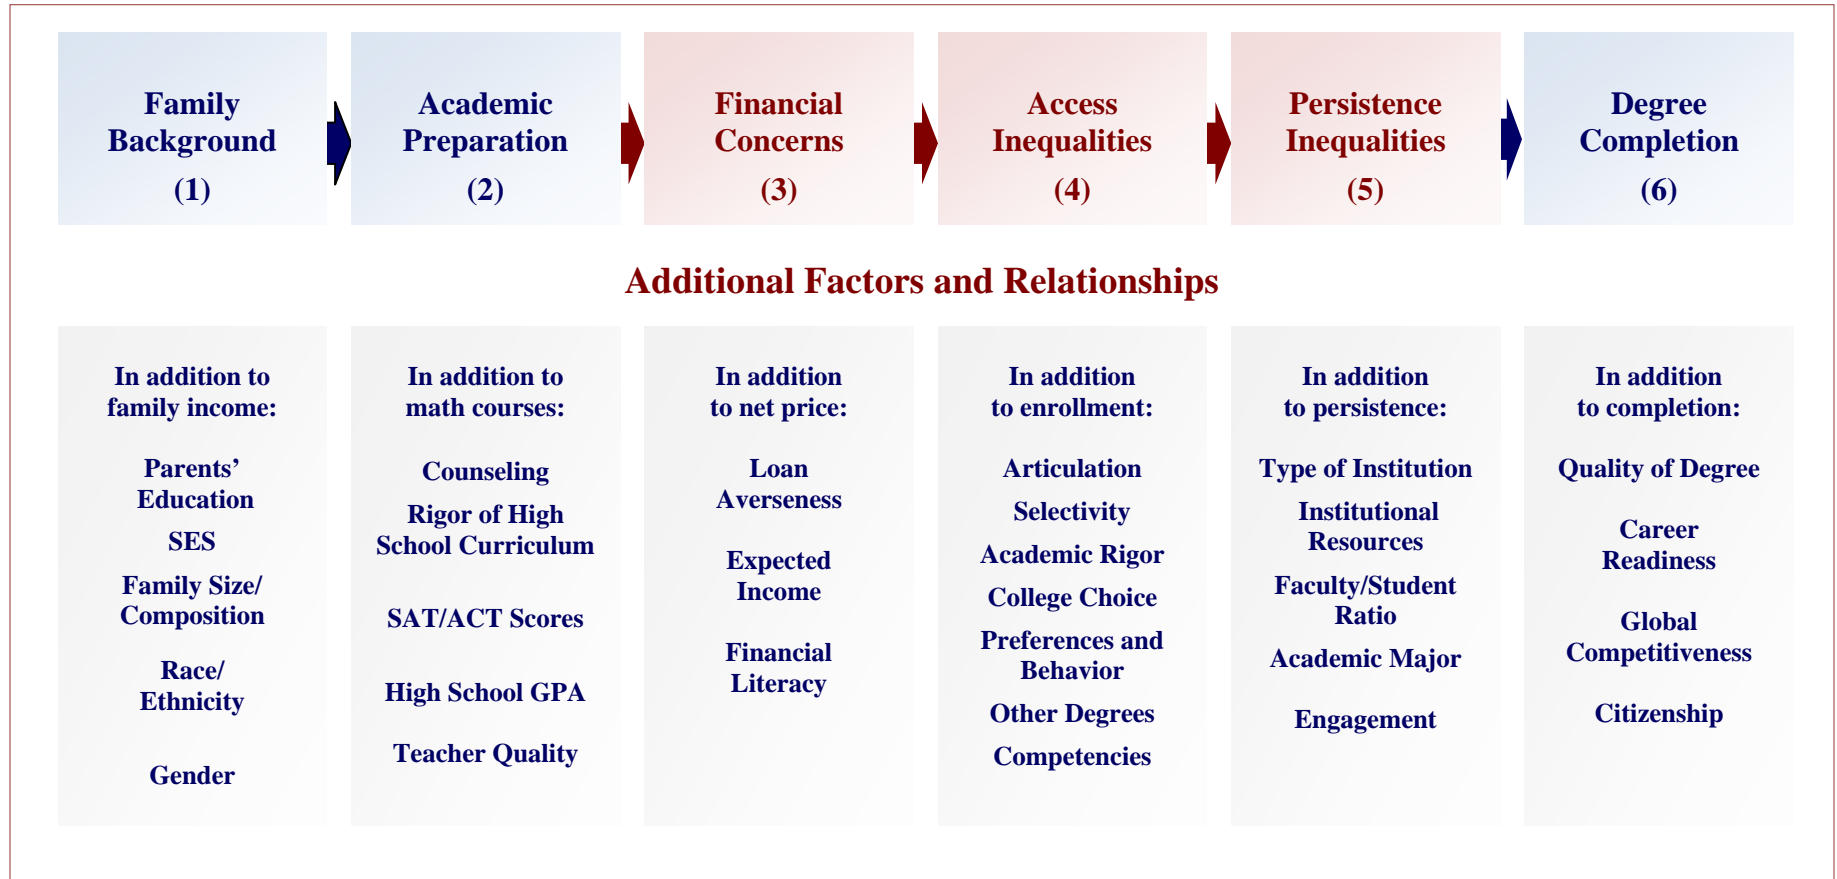 Family
Background
(1)
Academic
Preparation
(2)
Financial
Concerns
(3)
Access
Inequalities
(4)
Persistence
Inequalities
(5)
Degree
Completion
(6)
Additional Factors and Relationships
In addition to
family income:
Parents’
Education
SES
Family Size/
Composition
Race/
Ethnicity
Gender
In addition to
math courses:
Counseling
Rigor of High
School Curriculum
SAT/ACT Scores
High School GPA
Teacher Quality
In addition
to net price:
Loan
Averseness
Expected
Income
Financial
Literacy
In addition
to enrollment:
Articulation
Selectivity
Academic Rigor
College Choice
Preferences and
Behavior
Other Degrees
Competencies
In addition
to persistence:
Type of Institution
Institutional
Resources
Faculty/Student
Ratio
Academic Major
Engagement
In addition
to completion:
Quality of Degree
Career
Readiness
Global
Competitiveness
Citizenship